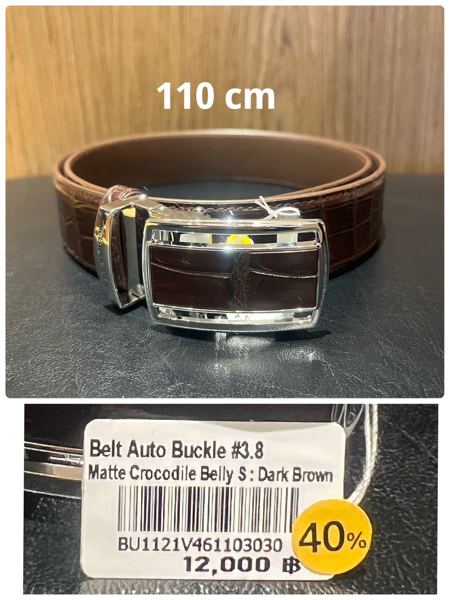 110 cm
Belt Auto Buckle #3.8
Matte Crocodile Belly S : Dark Brown
BU1121V461103030
12,000 ฿
40%